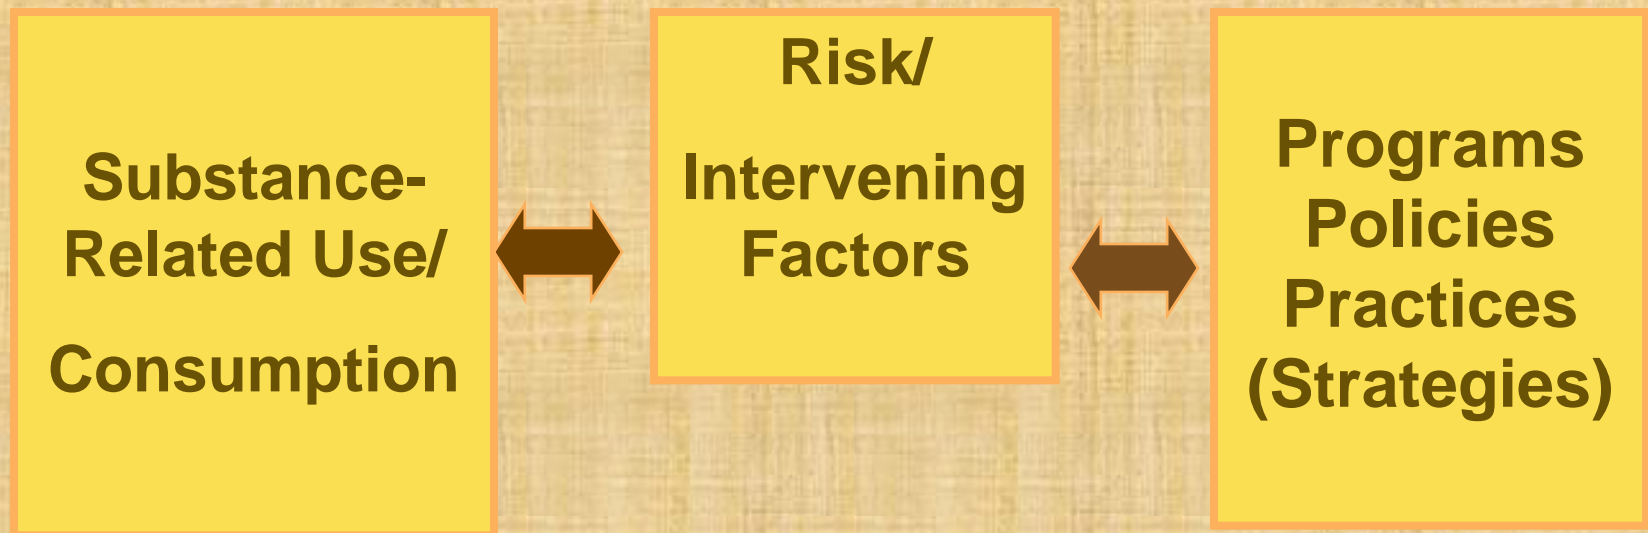 Substance-
Related Use/
Consumption
Risk/
Intervening
Factors
Programs
Policies
Practices
(Strategies)